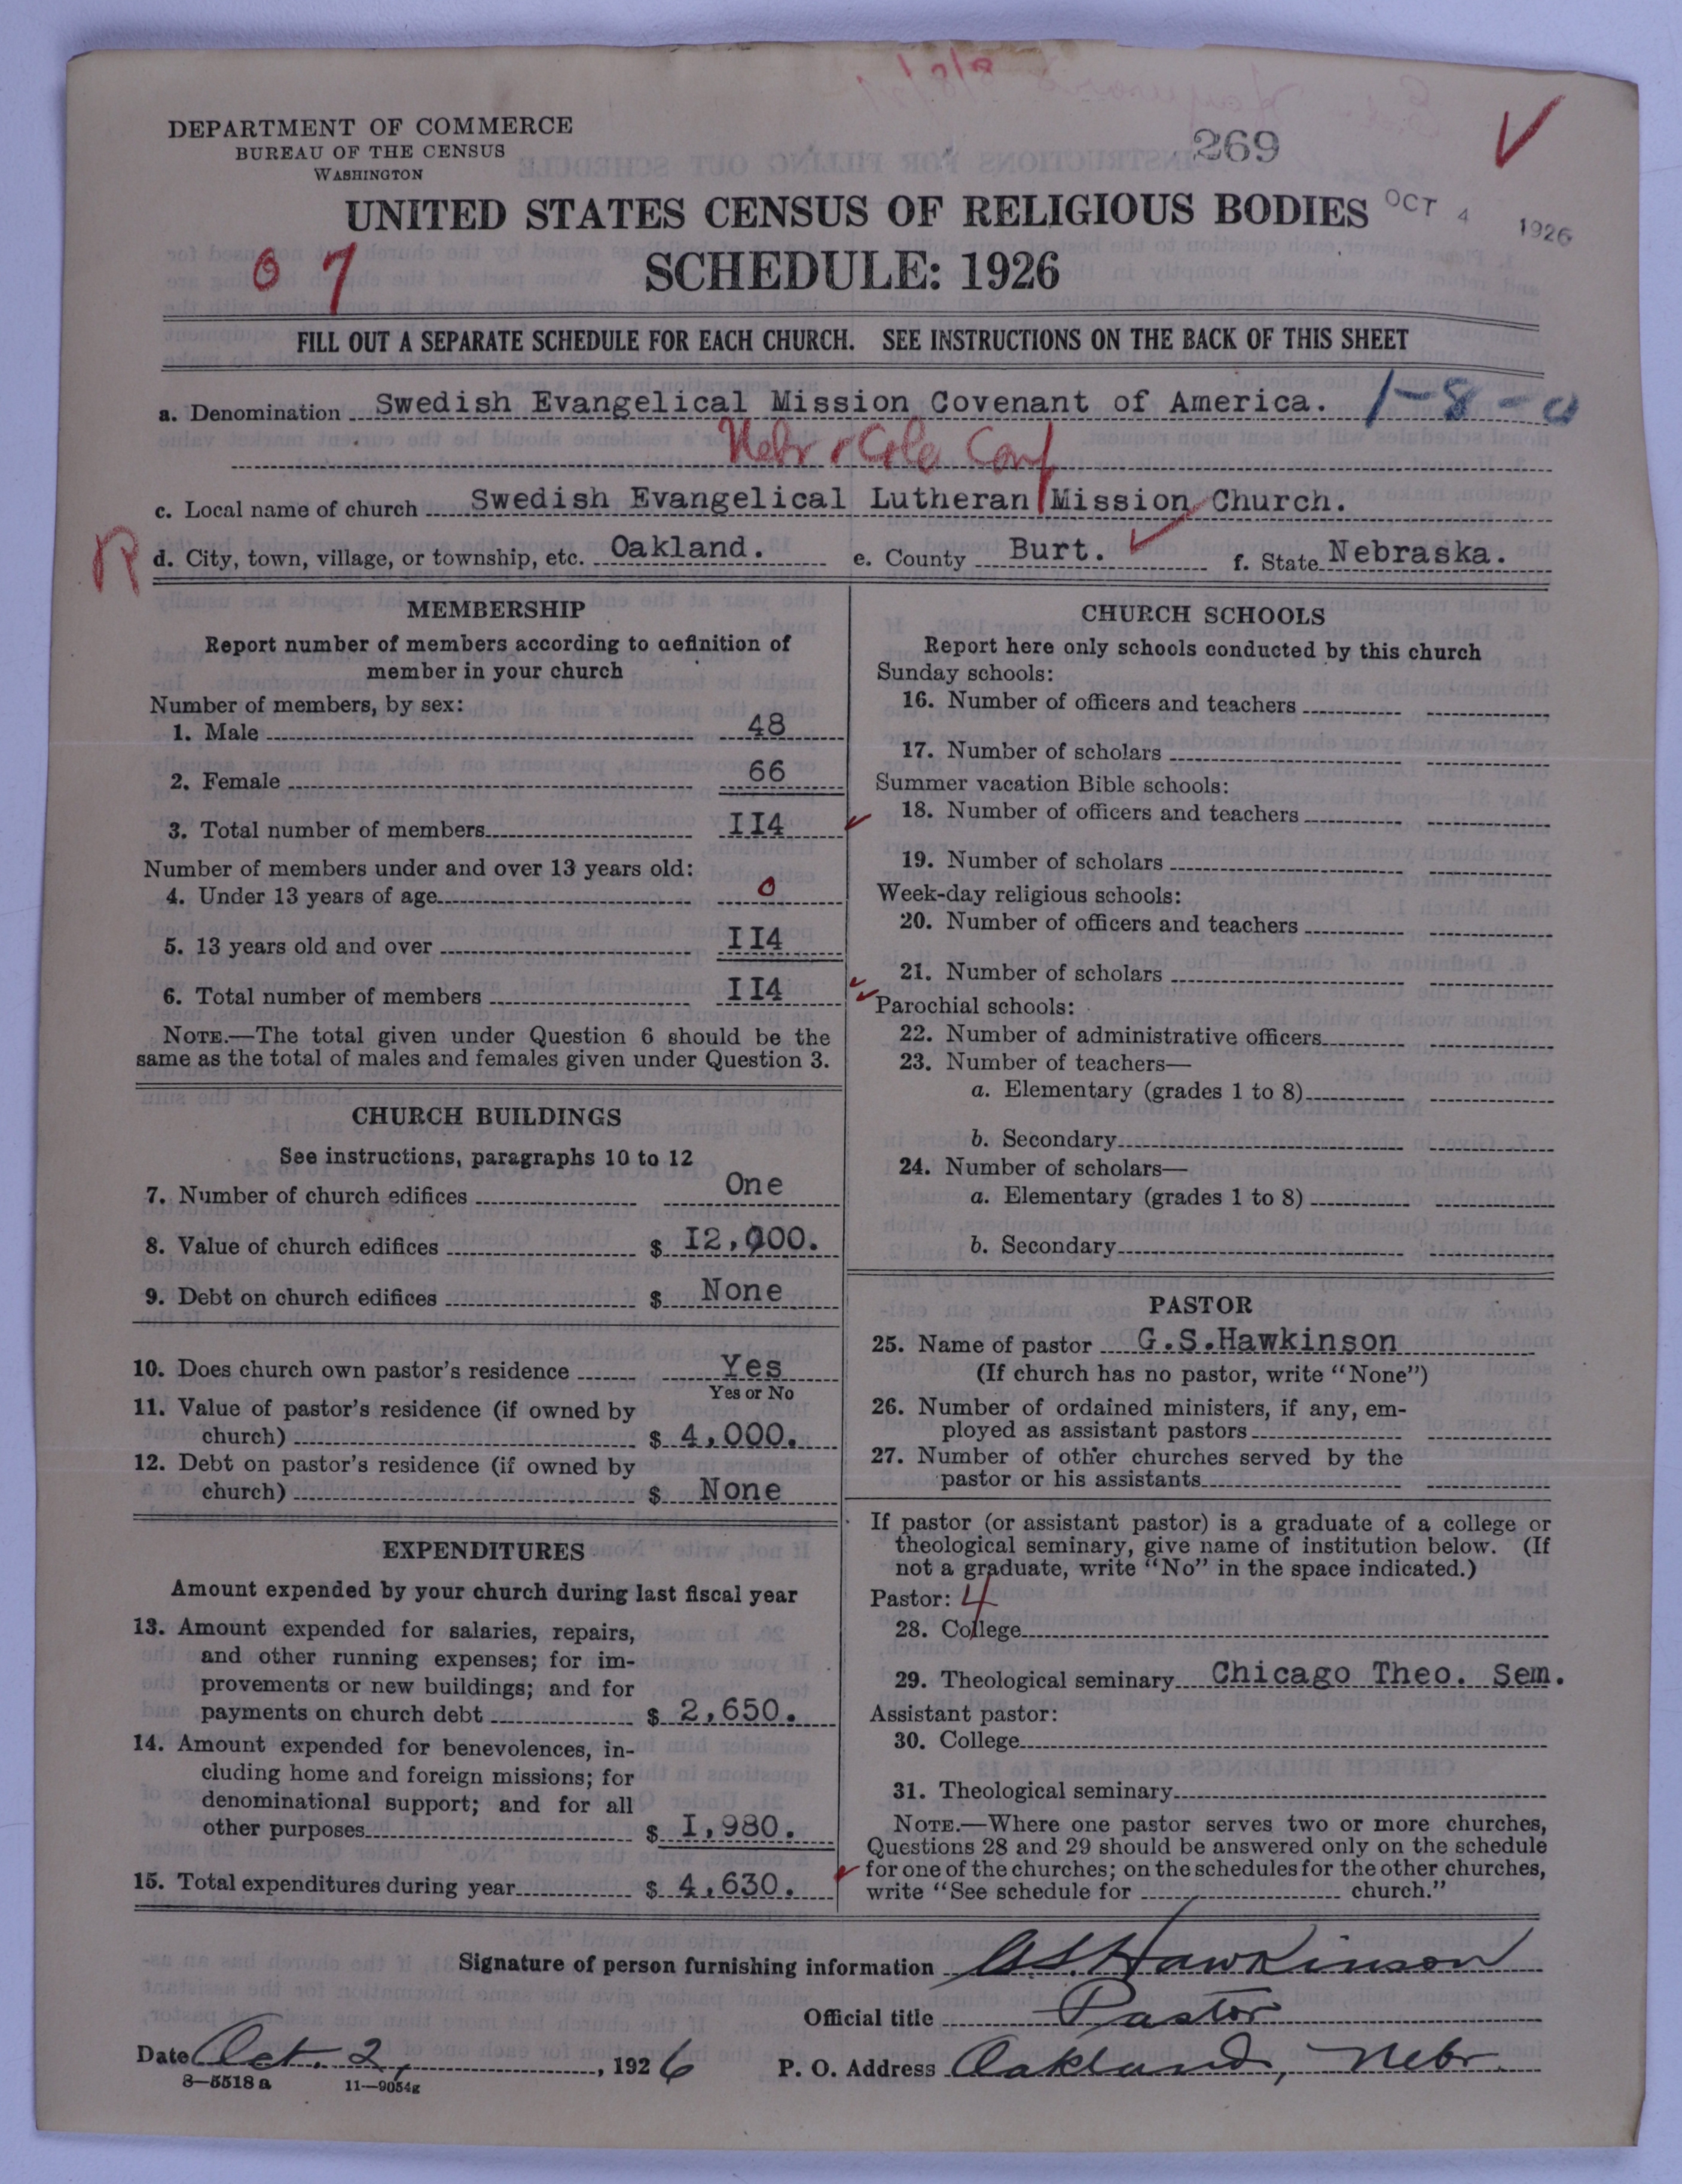 DEPARTMENT OF COMMERCE
BUREAU OF THE CENSUS
WASHINGTON
269
UNITED STATES CENSUS OF RELIGIOUS BODIES
OCT 4 1926
SCHEDULE: 1926
0 7
FILL OUT A SEPARATE SCHEDULE FOR EACH CHURCH. SEE INSTRUCTIONS ON THE BACK OF THIS SHEET
a. Denomination Swedish Evangelical Mission Covenant of America. 1-8-0
Nebr & Colo Conf
c. Local name of church Swedish Evangelical Lutheran Mission Church.
R
d. City, town, village, or township, etc. Oakland. e. County Burt. f. State Nebraska.
MEMBERSHIP
Report number of members according to definition of
member in your church
Number of members, by sex:
1. Male 48
2. Female 66
3. Total number of members II4
Number of members under and over 13 years old:
4. Under 13 years of age 0
5. 13 years old and over II4
6. Total number of members II4
NOTE.—The total given under Question 6 should be the
same as the total of males and females given under Question 3.
CHURCH BUILDINGS
See instructions, paragraphs 10 to 12
7. Number of church edifices One
8. Value of church edifices $ I2,000.
9. Debt on church edifices $ None
10. Does church own pastor's residence Yes
Yes or No
11. Value of pastor's residence (if owned by
church) $ 4,000.
12. Debt on pastor's residence (if owned by
church) $ None
EXPENDITURES
Amount expended by your church during last fiscal year
13. Amount expended for salaries, repairs,
and other running expenses; for im-
provements or new buildings; and for
payments on church debt $ 2,650.
14. Amount expended for benevolences, in-
cluding home and foreign missions; for
denominational support; and for all
other purposes $ I,980.
15. Total expenditures during year $ 4,630.
CHURCH SCHOOLS
Report here only schools conducted by this church
Sunday schools:
16. Number of officers and teachers
17. Number of scholars
Summer vacation Bible schools:
18. Number of officers and teachers
19. Number of scholars
Week-day religious schools:
20. Number of officers and teachers
21. Number of scholars
Parochial schools:
22. Number of administrative officers
23. Number of teachers—
a. Elementary (grades 1 to 8)
b. Secondary
24. Number of scholars—
a. Elementary (grades 1 to 8)
b. Secondary
PASTOR
25. Name of pastor G.S.Hawkinson
(If church has no pastor, write "None")
26. Number of ordained ministers, if any, em-
ployed as assistant pastors
27. Number of other churches served by the
pastor or his assistants
If pastor (or assistant pastor) is a graduate of a college or
theological seminary, give name of institution below. (If
not a graduate, write "No" in the space indicated.)
Pastor: 4
28. College
29. Theological seminary Chicago Theo. Sem.
Assistant pastor:
30. College
31. Theological seminary
NOTE.—Where one pastor serves two or more churches,
Questions 28 and 29 should be answered only on the schedule
for one of the churches; on the schedules for the other churches,
write "See schedule for church."
Signature of person furnishing information G.S. Hawkinson
Official title Pastor
Date Oct. 2, , 1926 P. O. Address Oakland, Nebr.
8—5518 a 11—9054g